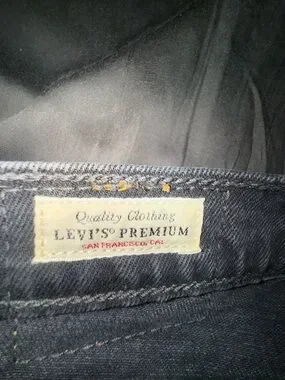 Quality Clothing
LEVI'S® PREMIUM
SAN FRANCISCO, CAL